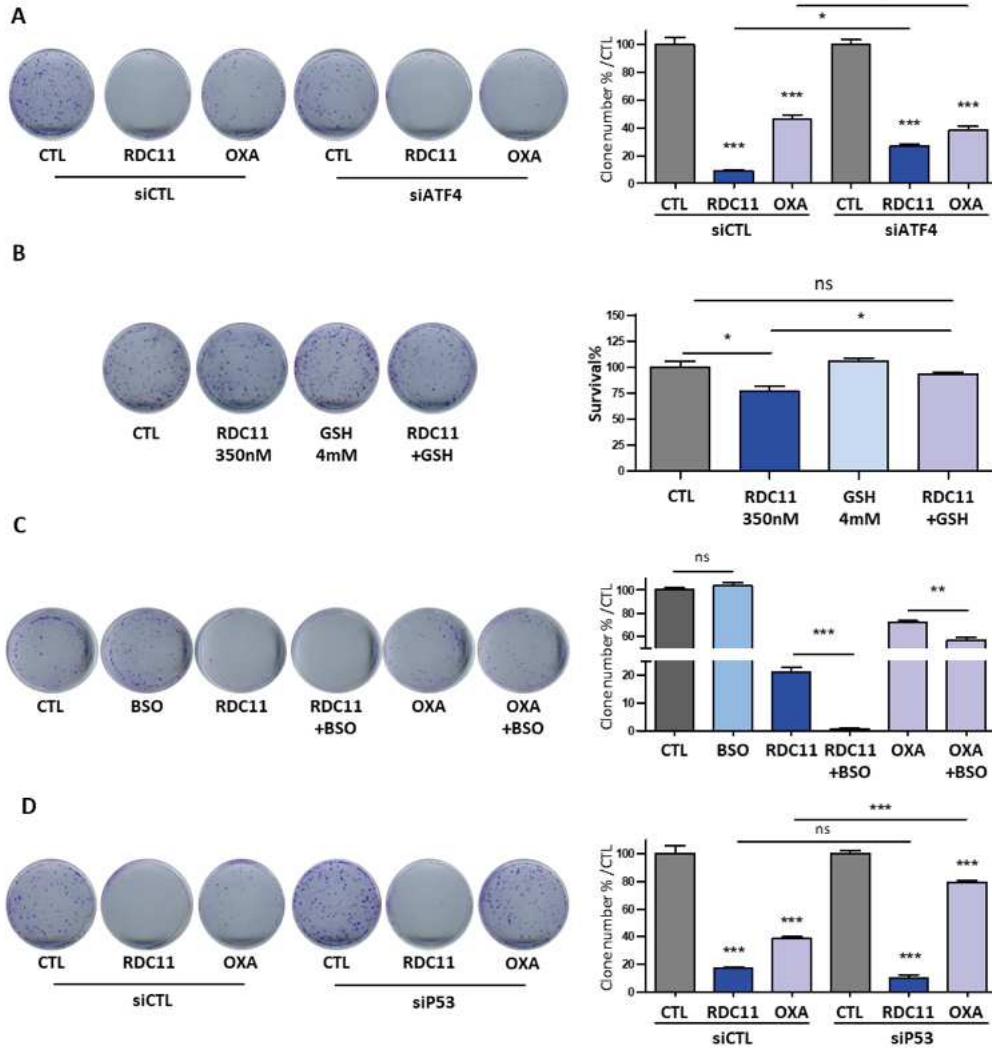 A
CTL RDC11 OXA CTL RDC11 OXA
siCTL siATF4
*
Clone number % /CTL
100
80
60
40
20
0
*** *** *** ***
CTL RDC11 OXA CTL RDC11 OXA
siCTL siATF4
B
CTL RDC11 GSH RDC11
350nM 4mM +GSH
ns
* *
Survival%
150
125
100
75
50
25
0
CTL RDC11 GSH RDC11
350nM 4mM +GSH
C
CTL BSO RDC11 RDC11 OXA OXA
+BSO +BSO
ns
***
**
Clone number % /CTL
100
80
60
20
10
0
CTL BSO RDC11 RDC11 OXA OXA
+BSO +BSO
D
CTL RDC11 OXA CTL RDC11 OXA
siCTL siP53
***
ns
Clone number % /CTL
100
80
60
40
20
0
*** *** *** ***
CTL RDC11 OXA CTL RDC11 OXA
siCTL siP53